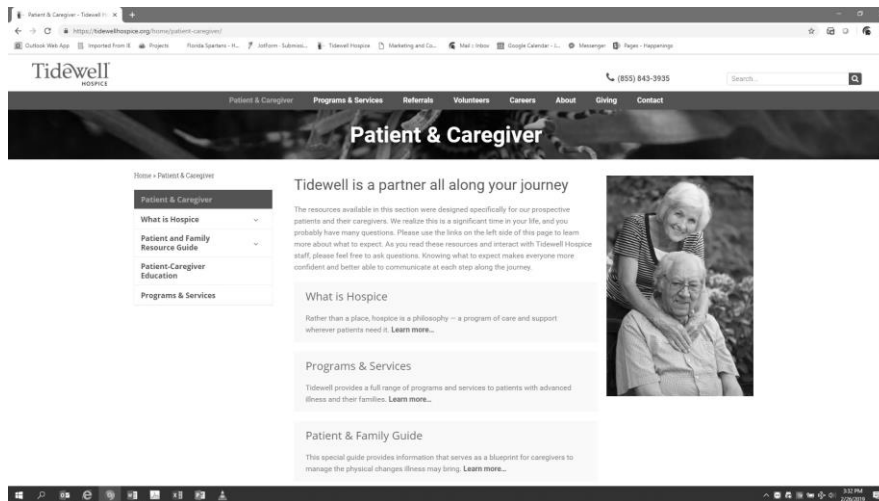 Patient & Caregiver - Tidewell H
https://tidewellhospice.org/home/patient-caregiver/
Outlook Web App Imported From IE Projects Florida Spartans - H... Jotform · Submissi... Tidewell Hospice Marketing and Co... Mail :: Inbox Google Calendar - L... Messenger Pages - Happenings
Tidewell
HOSPICE
(855) 843-3935
Search...
Patient & Caregiver Programs & Services Referrals Volunteers Careers About Giving Contact
Patient & Caregiver
Home » Patient & Caregiver
Patient & Caregiver
What is Hospice
Patient and Family
Resource Guide
Patient-Caregiver
Education
Programs & Services
Tidewell is a partner all along your journey
The resources available in this section were designed specifically for our prospective
patients and their caregivers. We realize this is a significant time in your life, and you
probably have many questions. Please use the links on the left side of this page to learn
more about what to expect. As you read these resources and interact with Tidewell Hospice
staff, please feel free to ask questions. Knowing what to expect makes everyone more
confident and better able to communicate at each step along the journey.
What is Hospice
Rather than a place, hospice is a philosophy — a program of care and support
wherever patients need it. Learn more...
Programs & Services
Tidewell provides a full range of programs and services to patients with advanced
illness and their families. Learn more...
Patient & Family Guide
This special guide provides information that serves as a blueprint for caregivers to
manage the physical changes illness may bring. Learn more...
3:52 PM
2/26/2019